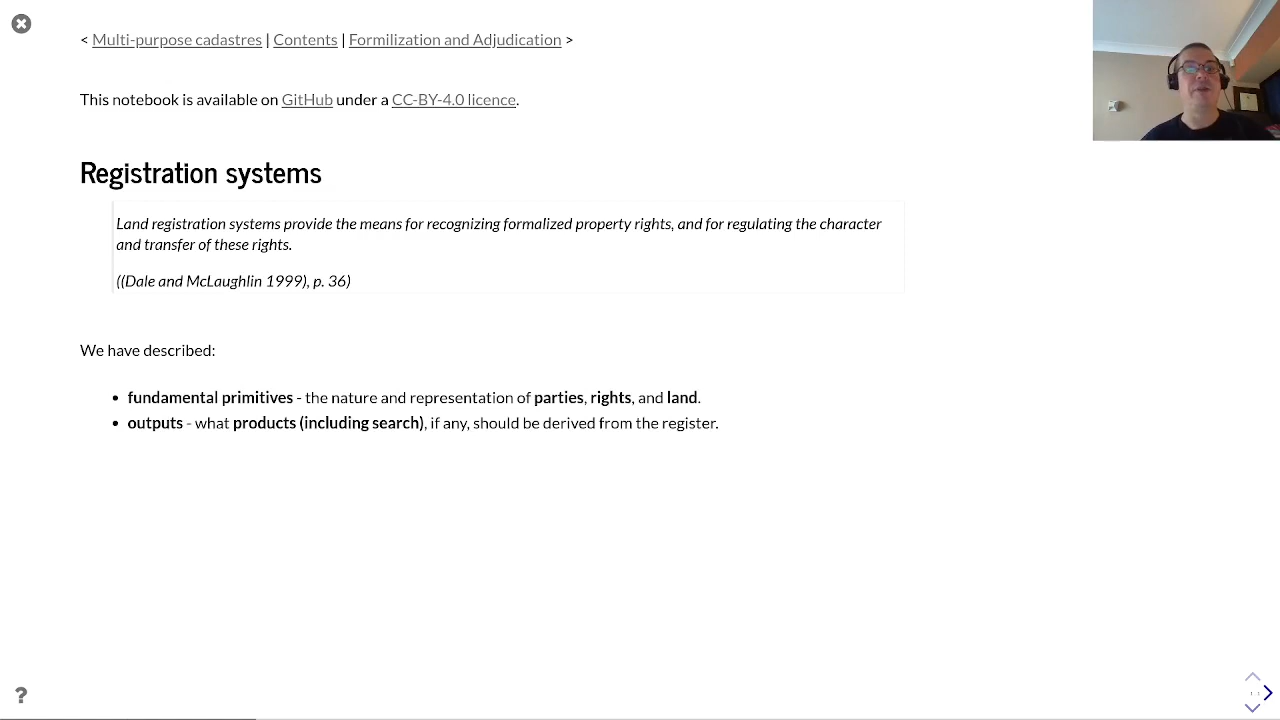 < Multi-purpose cadastres | Contents | Formilization and Adjudication >
This notebook is available on GitHub under a CC-BY-4.0 licence.
Registration systems
Land registration systems provide the means for recognizing formalized property rights, and for regulating the character
and transfer of these rights.
((Dale and McLaughlin 1999), p. 36)
We have described:
• fundamental primitives - the nature and representation of parties, rights, and land.
• outputs - what products (including search), if any, should be derived from the register.
?